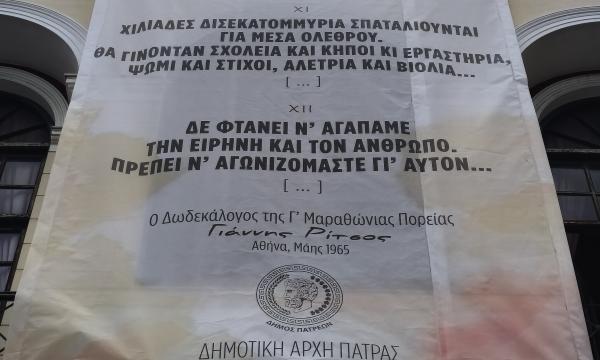 XI
ΧΙΛΙΑΔΕΣ ΔΙΣΕΚΑΤΟΜΜΥΡΙΑ ΣΠΑΤΑΛΙΟΥΝΤΑΙ
ΓΙΑ ΜΕΣΑ ΟΛΕΘΡΟΥ.
ΘΑ ΓΙΝΟΝΤΑΝ ΣΧΟΛΕΙΑ ΚΑΙ ΚΗΠΟΙ ΚΙ ΕΡΓΑΣΤΗΡΙΑ,
ΨΩΜΙ ΚΑΙ ΣΤΙΧΟΙ, ΑΛΕΤΡΙΑ ΚΑΙ ΒΙΟΛΙΑ...
[ ... ]
XII
ΔΕ ΦΤΑΝΕΙ Ν' ΑΓΑΠΑΜΕ
ΤΗΝ ΕΙΡΗΝΗ ΚΑΙ ΤΟΝ ΑΝΘΡΩΠΟ.
ΠΡΕΠΕΙ Ν' ΑΓΩΝΙΖΟΜΑΣΤΕ ΓΙ' ΑΥΤΟΝ...
[ ... ]
Ο Δωδεκάλογος της Γ' Μαραθώνιας Πορείας
Γιάννης Ρίτσος
Αθήνα, Μάης 1965
ΔΗΜΟΣ ΠΑΤΡΕΩΝ
ΔΗΜΟΤΙΚΗ ΑΡΧΗ ΠΑΤΡΑΣ